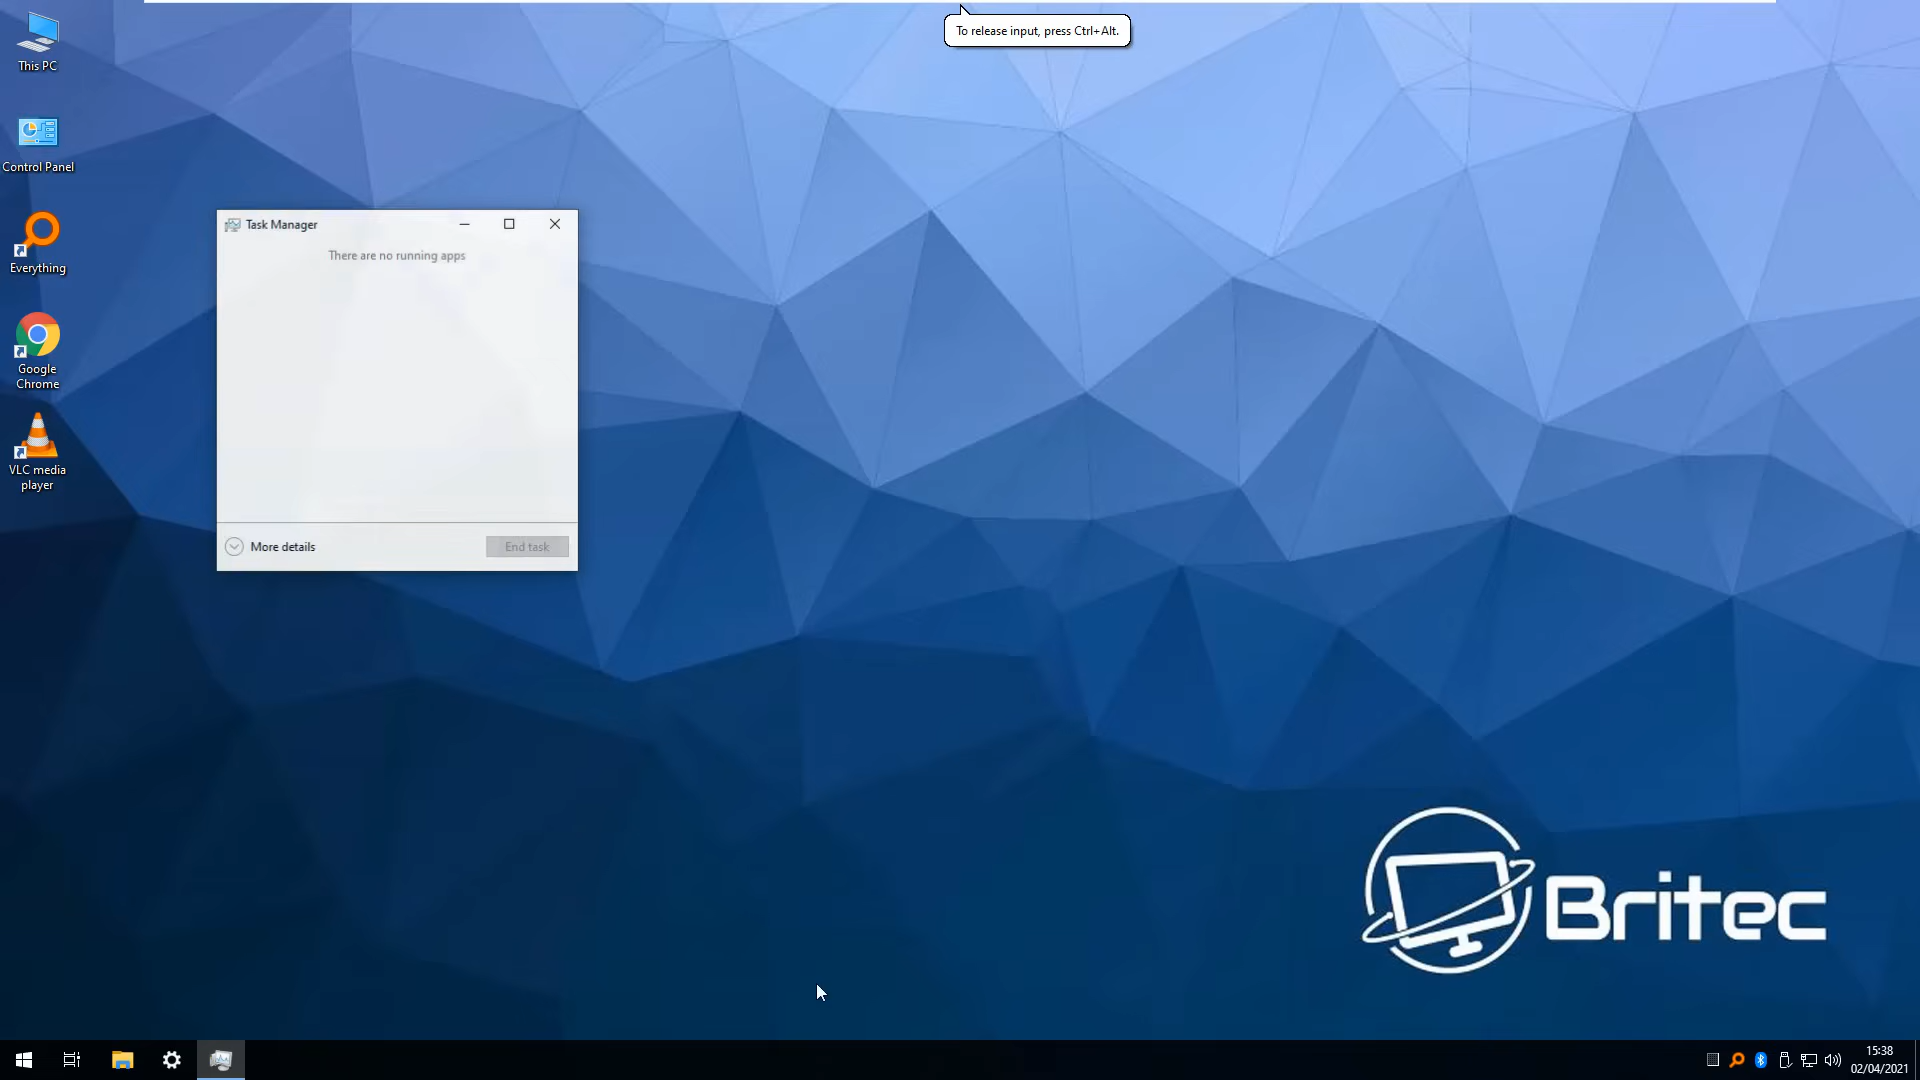 To release input, press Ctrl+Alt.
This PC
Control Panel
Everything
Google
Chrome
VLC media
player
Task Manager
There are no running apps
More details
End task
Britec
15:38
02/04/2021